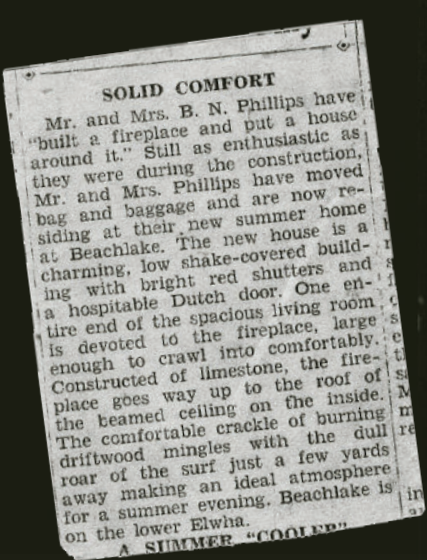 SOLID COMFORT
Mr. and Mrs. B. N. Phillips have
"built a fireplace and put a house
around it." Still as enthusiastic as
they were during the construction,
Mr. and Mrs. Phillips have moved
bag and baggage and are now re-
siding at their new summer home
at Beachlake. The new house is a
charming, low shake-covered build-
ing with bright red shutters and
a hospitable Dutch door. One en-
tire end of the spacious living room
is devoted to the fireplace, large
enough to crawl into comfortably.
Constructed of limestone, the fire-
place goes way up to the roof of
the beamed ceiling on the inside.
The comfortable crackle of burning
driftwood mingles with the dull
roar of the surf just a few yards
away making an ideal atmosphere
for a summer evening. Beachlake is
on the lower Elwha.
A SUMMER "COOLER"